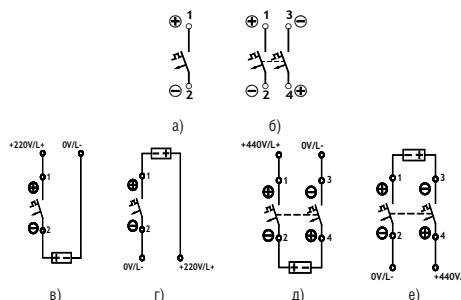 ⊕ 1
⊖ 2
а)
⊕ 1 3 ⊖
⊖ 2 4 ⊕
б)
+220V/L+ 0V/L-
1
⊕
⊖
2
− +
в)
− +
1
⊕
⊖
2
0V/L- +220V/L+
г)
+440V/L+ 0V/L-
1 3
⊕ ⊖
⊖ ⊕
2 4
+ −
д)
− +
1 3
⊕ ⊖
⊖ ⊕
2 4
0V/L- +440V/
е)